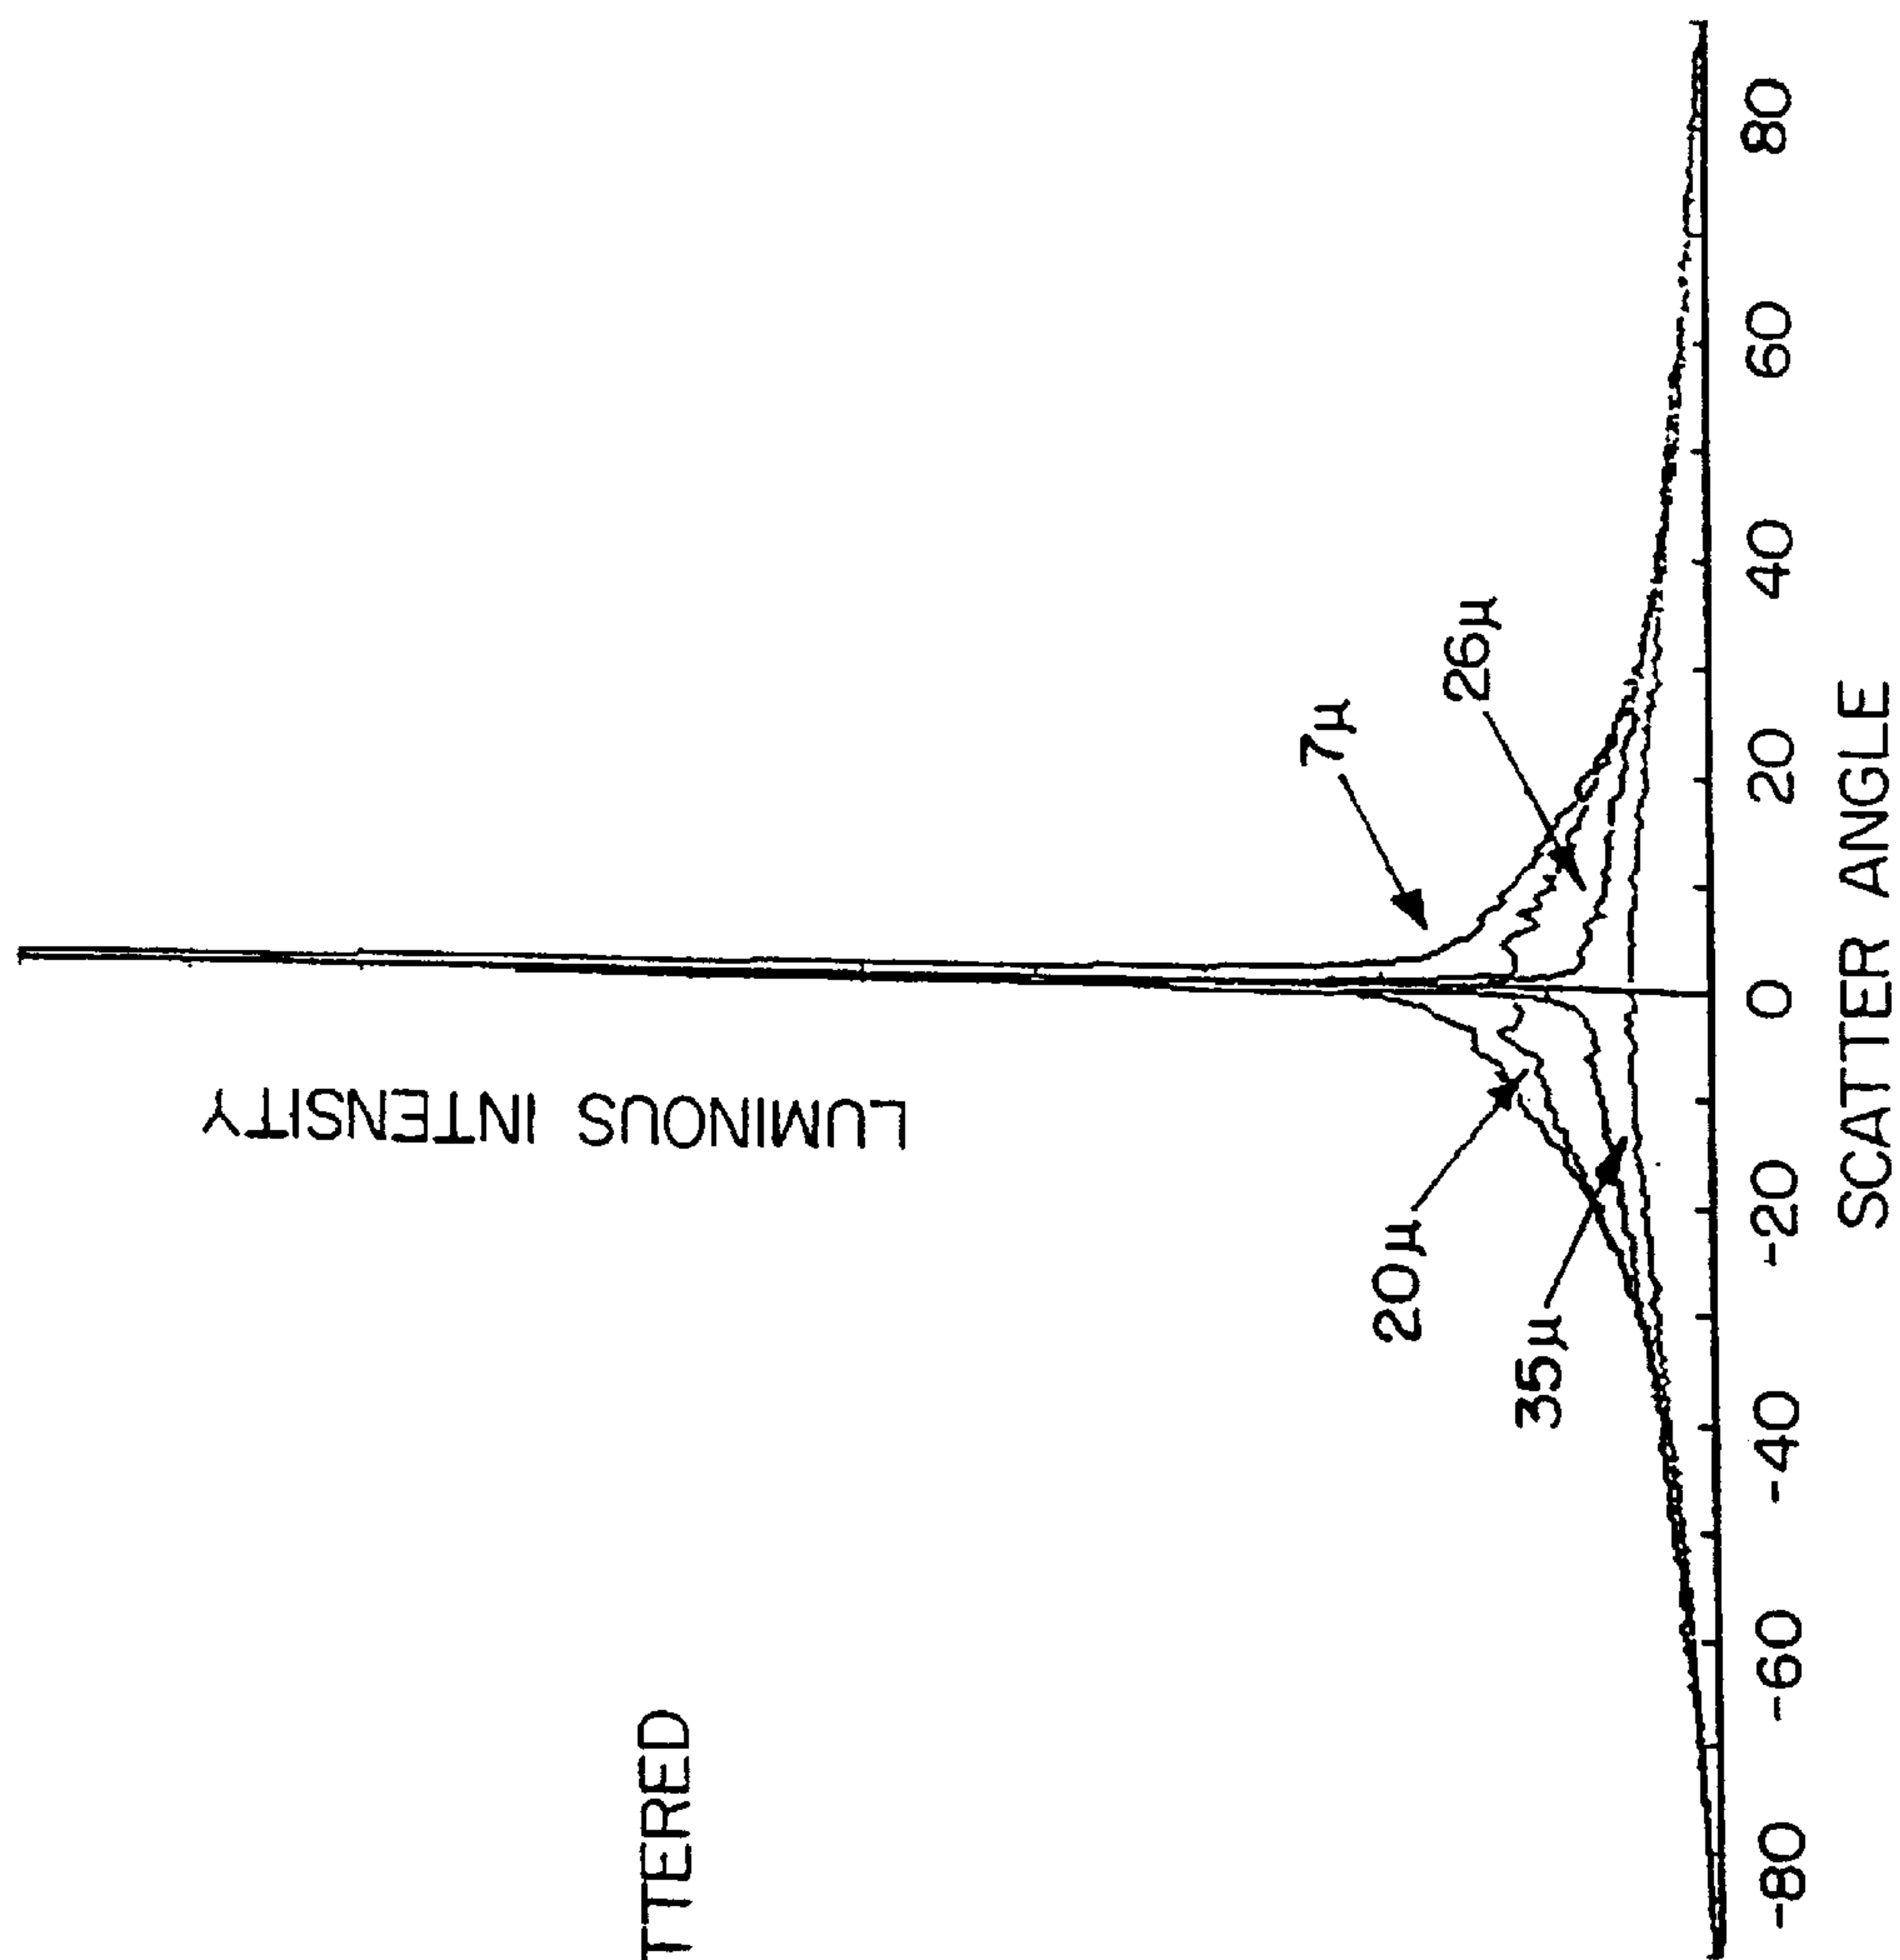 LUMINOUS INTENSITY
TTERED
7µ
26µ
20µ
35µ
-80 -60 -40 -20 0 20 40 60 80
SCATTER ANGLE